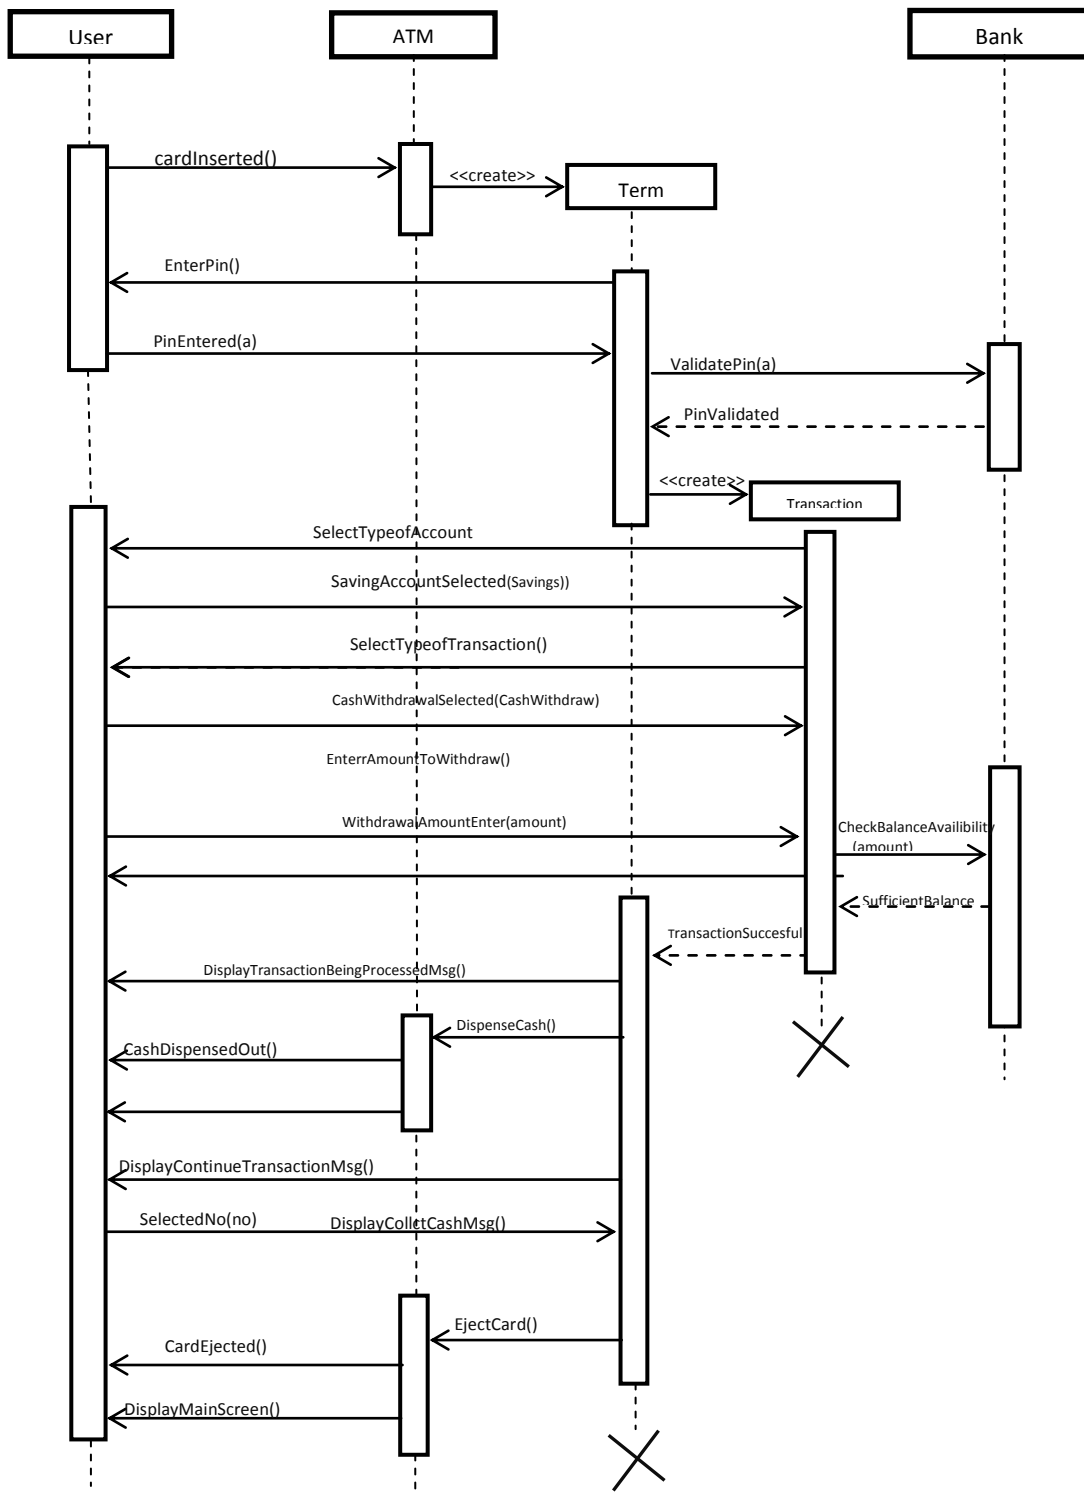 User
ATM
Bank
cardInserted()
<<create>>
Term
EnterPin()
PinEntered(a)
ValidatePin(a)
PinValidated
<<create>>
Transaction
SelectTypeofAccount
SavingAccountSelected(Savings))
SelectTypeofTransaction()
CashWithdrawalSelected(CashWithdraw)
EnterrAmountToWithdraw()
WithdrawalAmountEnter(amount)
CheckBalanceAvailibility
(amount)
SufficientBalance
TransactionSuccesful
DisplayTransactionBeingProcessedMsg()
DispenseCash()
CashDispensedOut()
DisplayContinueTransactionMsg()
SelectedNo(no)
DisplayCollctCashMsg()
EjectCard()
CardEjected()
DisplayMainScreen()